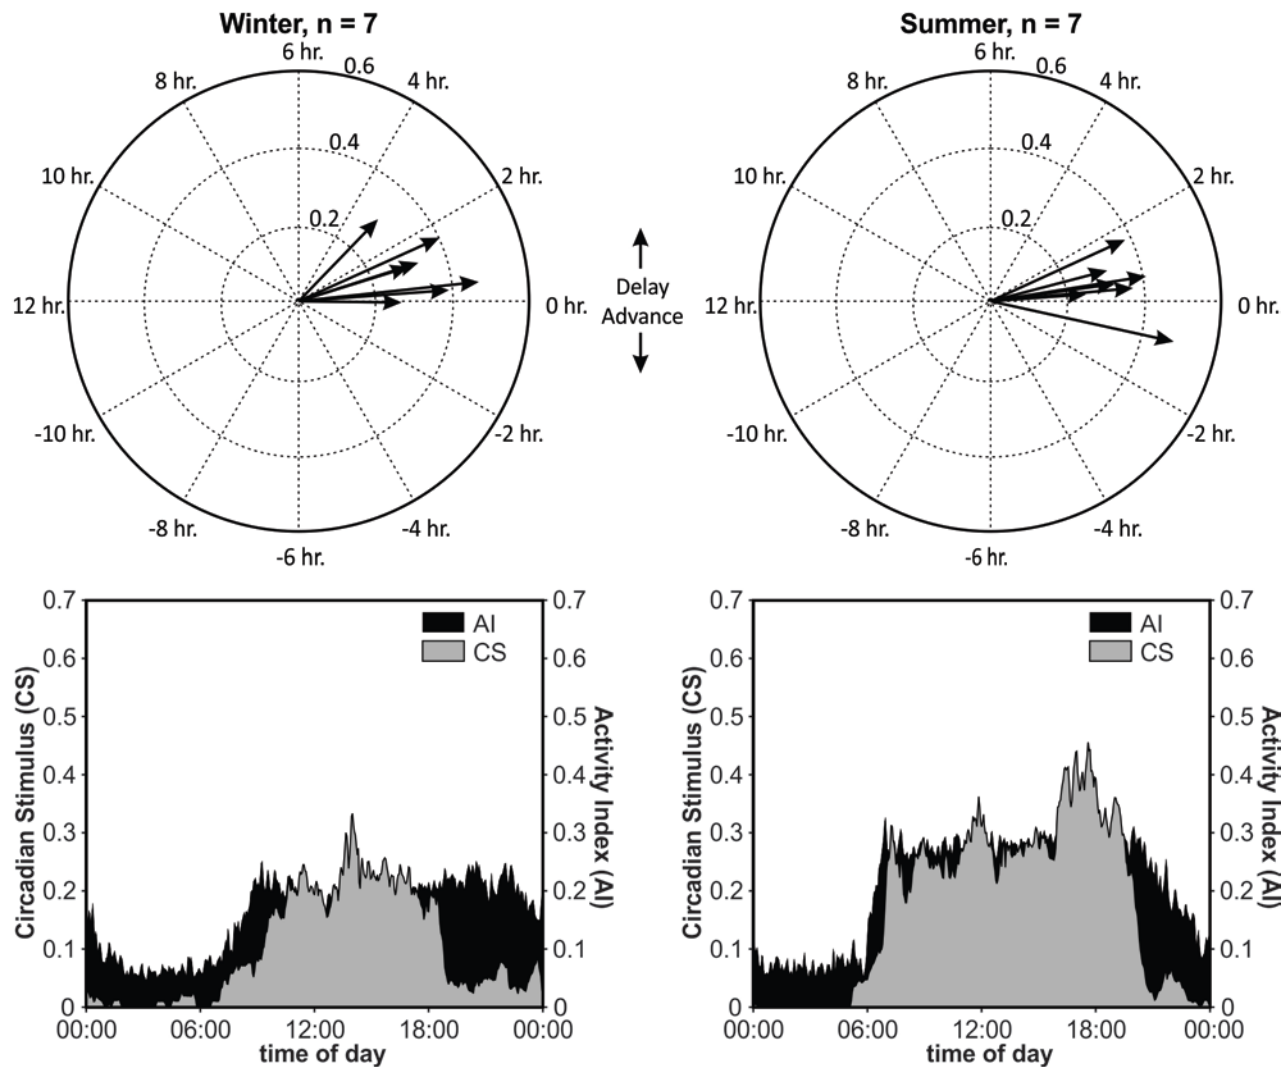 Winter, n = 7
6 hr.
0.6
8 hr.
4 hr.
0.4
10 hr.
2 hr.
0.2
12 hr.
0 hr.
-10 hr.
-2 hr.
-8 hr.
-4 hr.
-6 hr.
Delay
Advance
Summer, n = 7
6 hr.
0.6
8 hr.
4 hr.
0.4
10 hr.
2 hr.
0.2
12 hr.
0 hr.
-10 hr.
-2 hr.
-8 hr.
-4 hr.
-6 hr.
Circadian Stimulus (CS)
0.7
0.6
0.5
0.4
0.3
0.2
0.1
0
AI
CS
0.7
0.6
0.5
0.4
0.3
0.2
0.1
0
Activity Index (AI)
00:00 06:00 12:00 18:00 00:00
time of day
Circadian Stimulus (CS)
0.7
0.6
0.5
0.4
0.3
0.2
0.1
0
AI
CS
0.7
0.6
0.5
0.4
0.3
0.2
0.1
0
Activity Index (AI)
00:00 06:00 12:00 18:00 00:00
time of day